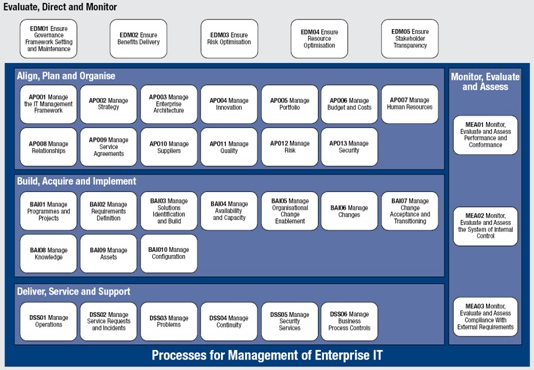 Evaluate, Direct and Monitor
EDM01 Ensure
Governance
Framework Setting
and Maintenance
EDM02 Ensure
Benefits Delivery
EDM03 Ensure
Risk Optimisation
EDM04 Ensure
Resource
Optimisation
EDM05 Ensure
Stakeholder
Transparency
Align, Plan and Organise
APO01 Manage
the IT Management
Framework
APO02 Manage
Strategy
APO03 Manage
Enterprise
Architecture
APO04 Manage
Innovation
APO05 Manage
Portfolio
APO06 Manage
Budget and Costs
APO07 Manage
Human Resources
APO08 Manage
Relationships
APO09 Manage
Service
Agreements
APO10 Manage
Suppliers
APO11 Manage
Quality
APO12 Manage
Risk
APO13 Manage
Security
Build, Acquire and Implement
BAI01 Manage
Programmes and
Projects
BAI02 Manage
Requirements
Definition
BAI03 Manage
Solutions
Identification
and Build
BAI04 Manage
Availability
and Capacity
BAI05 Manage
Organisational
Change
Enablement
BAI06 Manage
Changes
BAI07 Manage
Change
Acceptance and
Transitioning
BAI08 Manage
Knowledge
BAI09 Manage
Assets
BAI010 Manage
Configuration
Deliver, Service and Support
DSS01 Manage
Operations
DSS02 Manage
Service Requests
and Incidents
DSS03 Manage
Problems
DSS04 Manage
Continuity
DSS05 Manage
Security
Services
DSS06 Manage
Business
Process Controls
Monitor, Evaluate
and Assess
MEA01 Monitor,
Evaluate and Assess
Performance and
Conformance
MEA02 Monitor,
Evaluate and Assess
the System of Internal
Control
MEA03 Monitor,
Evaluate and Assess
Compliance With
External Requirements
Processes for Management of Enterprise IT